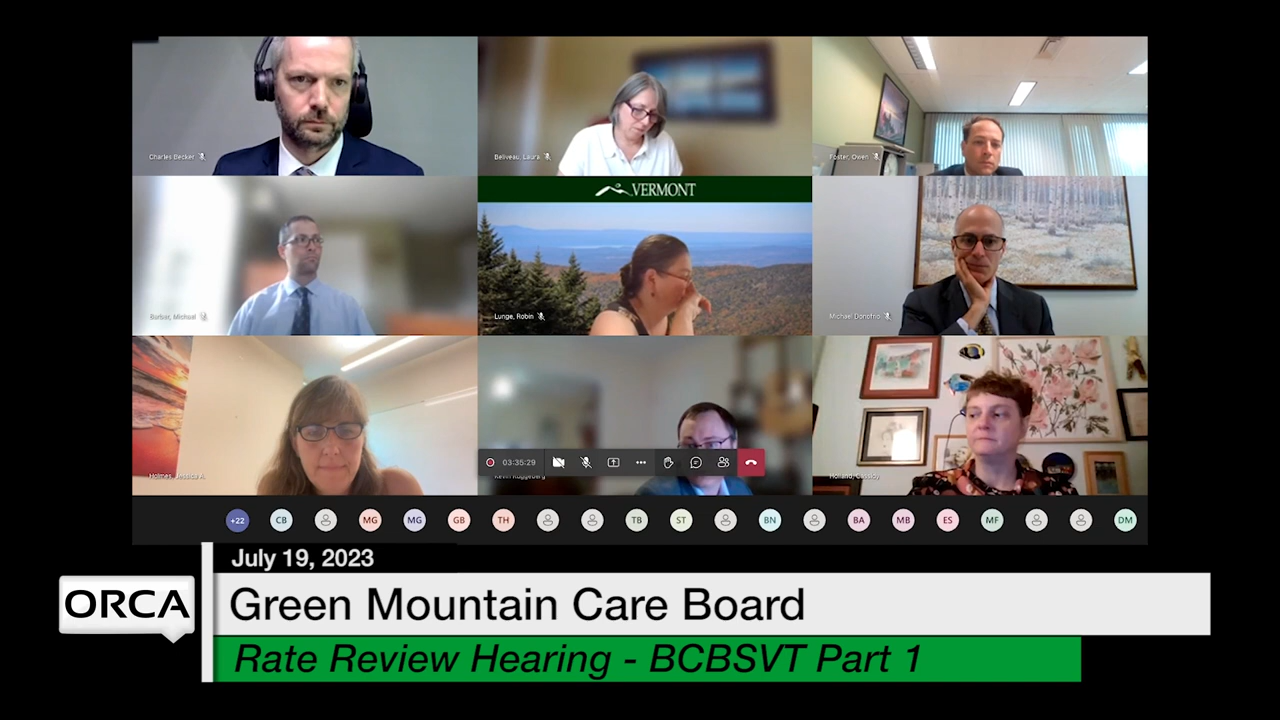 Charles Becker
Beliveau, Laura
Foster, Owen
VERMONT
Barber, Michael
Lunge, Robin
Michael Donofrio
Holmes, Jessica A
03:35:29
Kevin Ruggeberg
Holland, Cassidy
+22
CB
MG
MG
GB
TH
TB
ST
BN
BA
MB
ES
MF
DM
July 19, 2023
ORCA
Green Mountain Care Board
Rate Review Hearing - BCBSVT Part 1